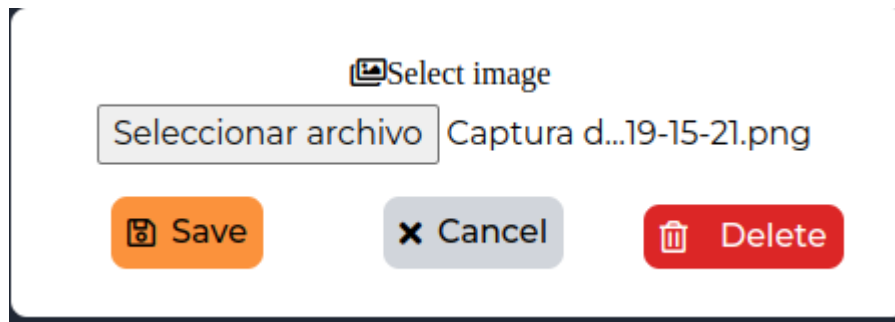 Select image
Seleccionar archivo Captura d...19-15-21.png
Save Cancel Delete